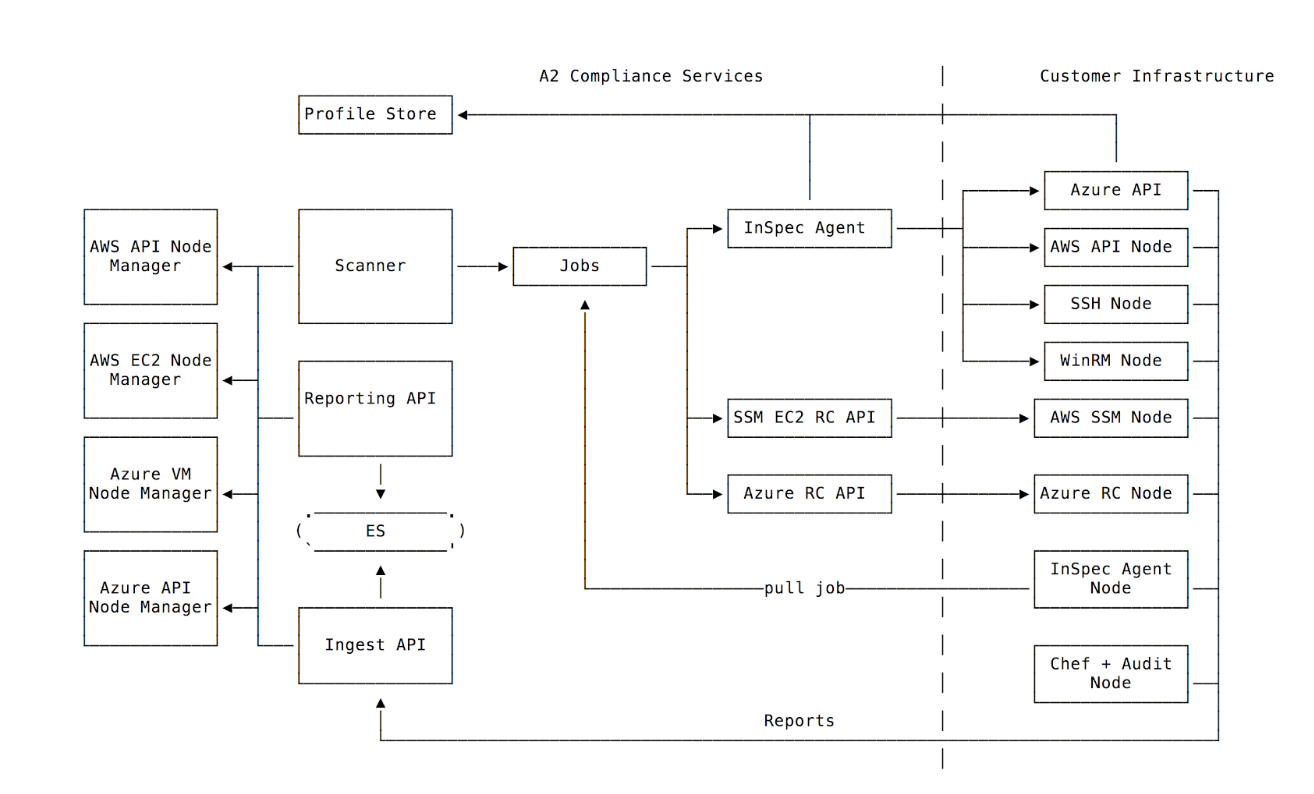 A2 Compliance Services
Customer Infrastructure
Profile Store
Azure API
AWS API Node
Manager
Scanner
Jobs
InSpec Agent
AWS API Node
SSH Node
AWS EC2 Node
Manager
Reporting API
WinRM Node
SSM EC2 RC API
AWS SSM Node
Azure VM
Node Manager
Azure RC API
Azure RC Node
( ES )
Azure API
Node Manager
pull job
InSpec Agent
Node
Ingest API
Chef + Audit
Node
Reports